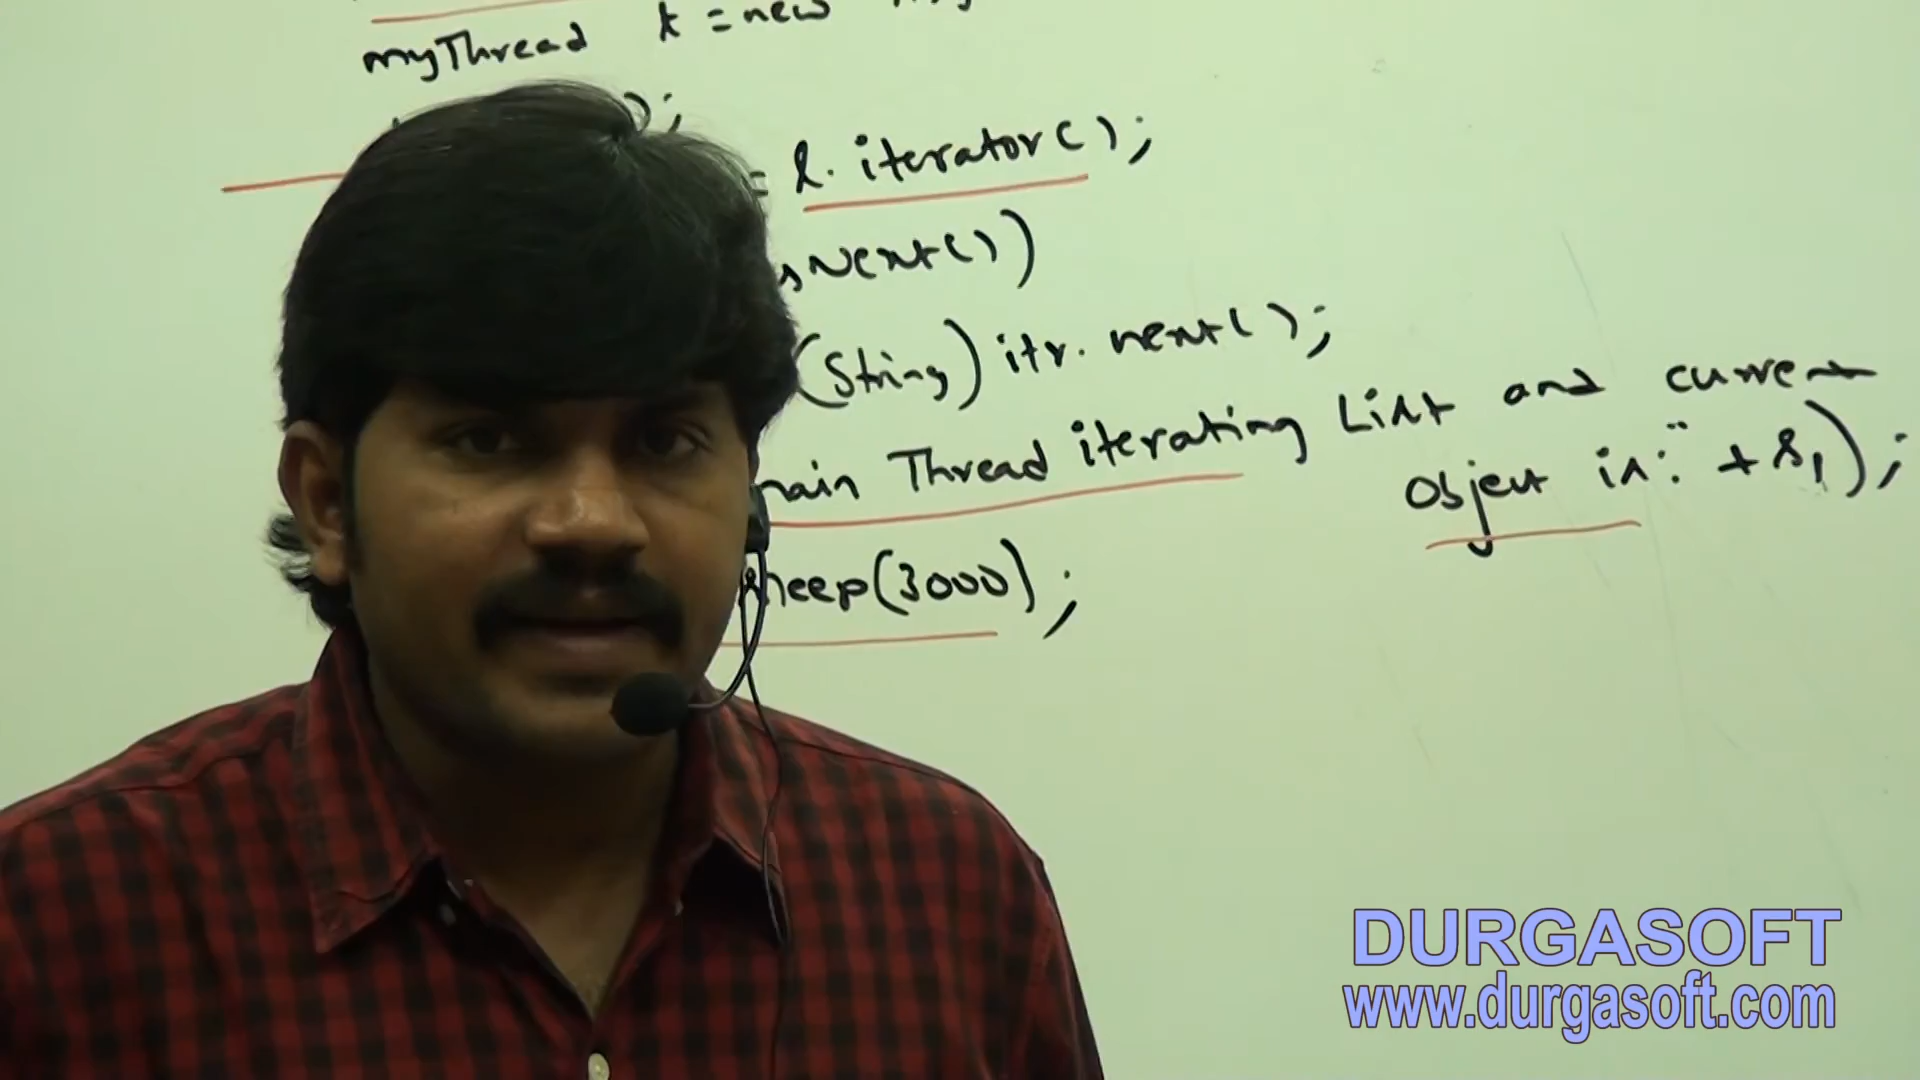 myThread t = new
);
= l. iterator();
sNext())
(String) itr. next();
main Thread iterating List and current
object is:" + s1);
sleep(3000);
DURGASOFT
www.durgasoft.com